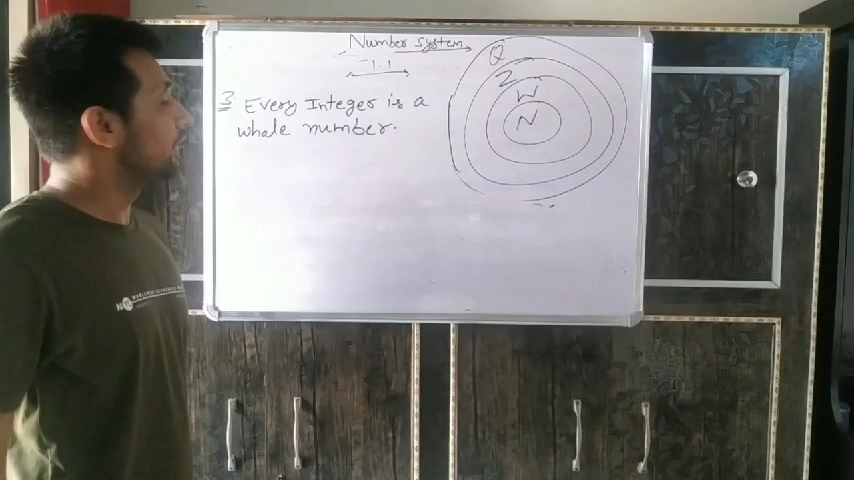 Number system
1.1
3 Every Integer is a
whole number.
Q
Z
W
N